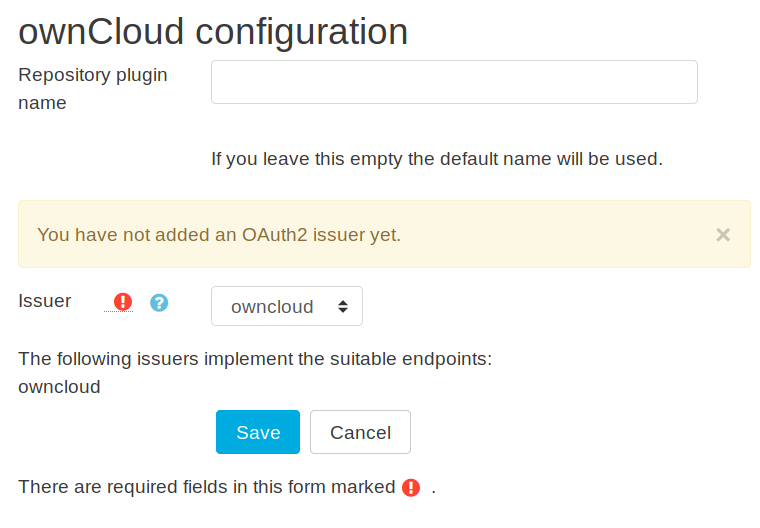 ownCloud configuration
Repository plugin
name
If you leave this empty the default name will be used.
You have not added an OAuth2 issuer yet. ×
Issuer ! ? owncloud
The following issuers implement the suitable endpoints:
owncloud
Save Cancel
There are required fields in this form marked ! .